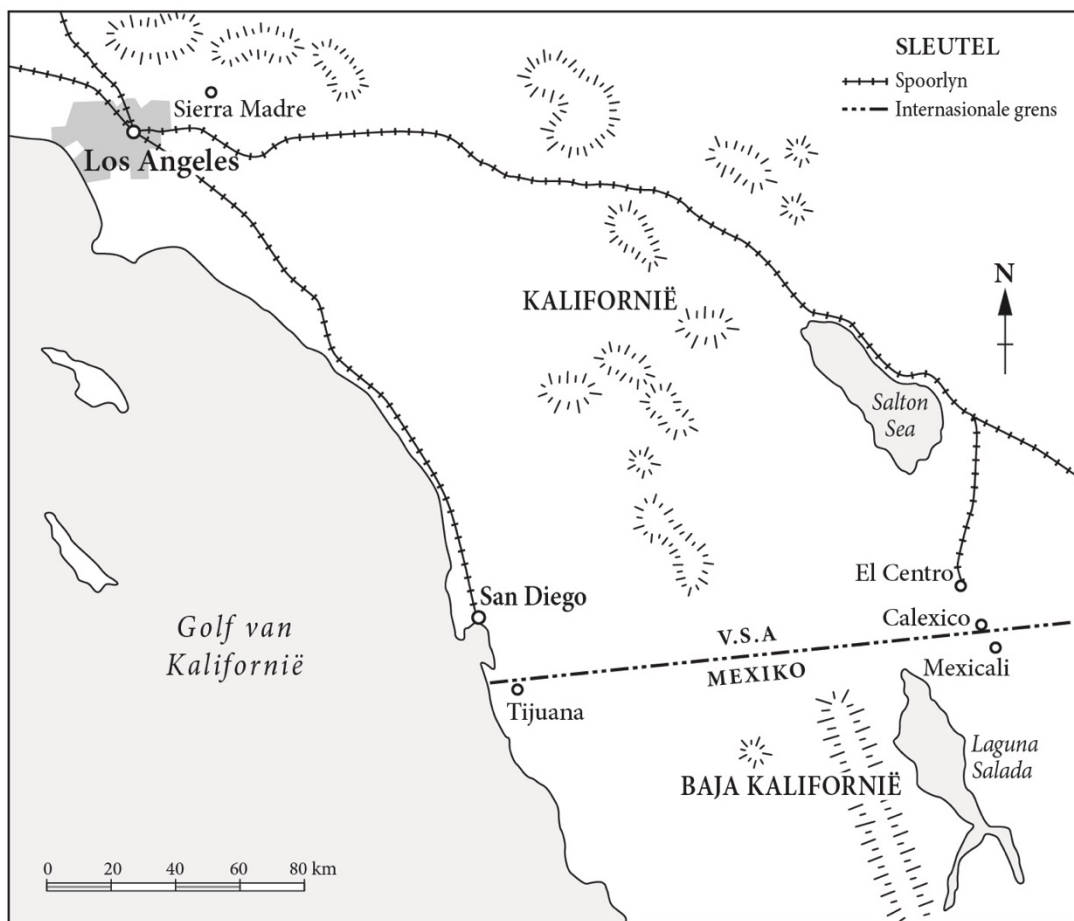 SLEUTEL
Spoorlyn
Internasionale grens
Sierra Madre
Los Angeles
N
KALIFORNIË
Salton
Sea
El Centro
San Diego
Calexico
Golf van
Kalifornië
V.S.A
MEXIKO
Mexicali
Tijuana
Laguna
Salada
BAJA KALIFORNIË
0 20 40 60 80 km